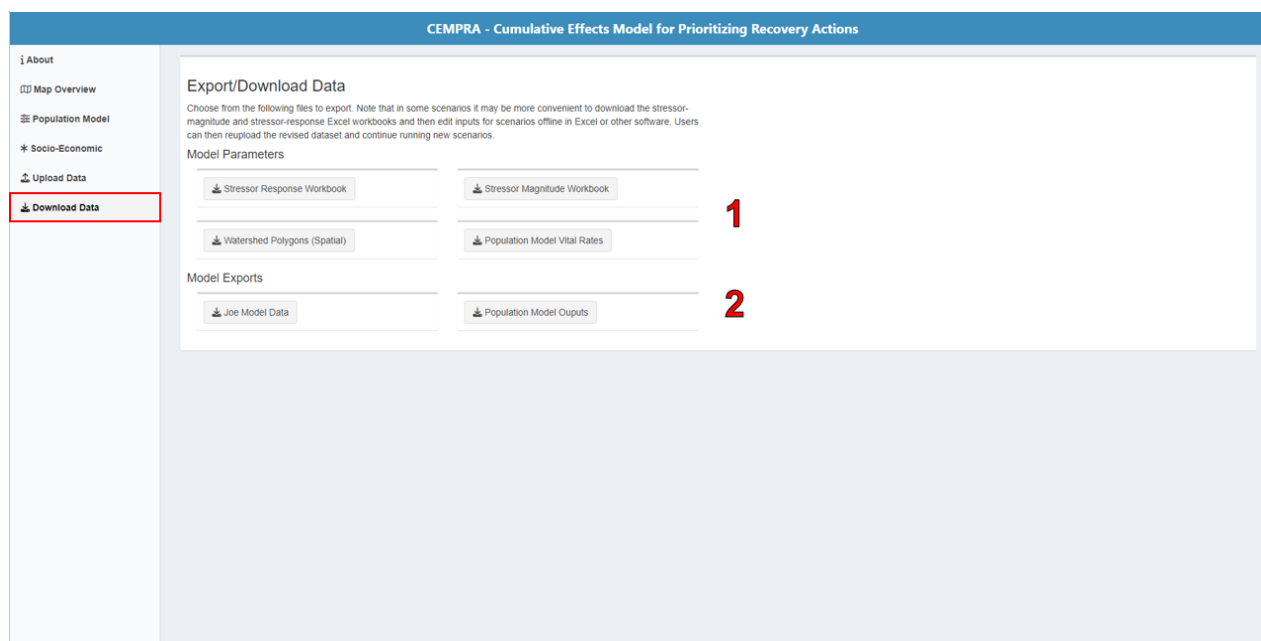 CEMPRA - Cumulative Effects Model for Prioritizing Recovery Actions
About
Map Overview
Population Model
Socio-Economic
Upload Data
Download Data
Export/Download Data
Choose from the following files to export. Note that in some scenarios it may be more convenient to download the stressor-
magnitude and stressor-response Excel workbooks and then edit inputs for scenarios offline in Excel or other software. Users
can then reupload the revised dataset and continue running new scenarios.
Model Parameters
Stressor Response Workbook
Stressor Magnitude Workbook
1
Watershed Polygons (Spatial)
Population Model Vital Rates
Model Exports
2
Joe Model Data
Population Model Ouputs